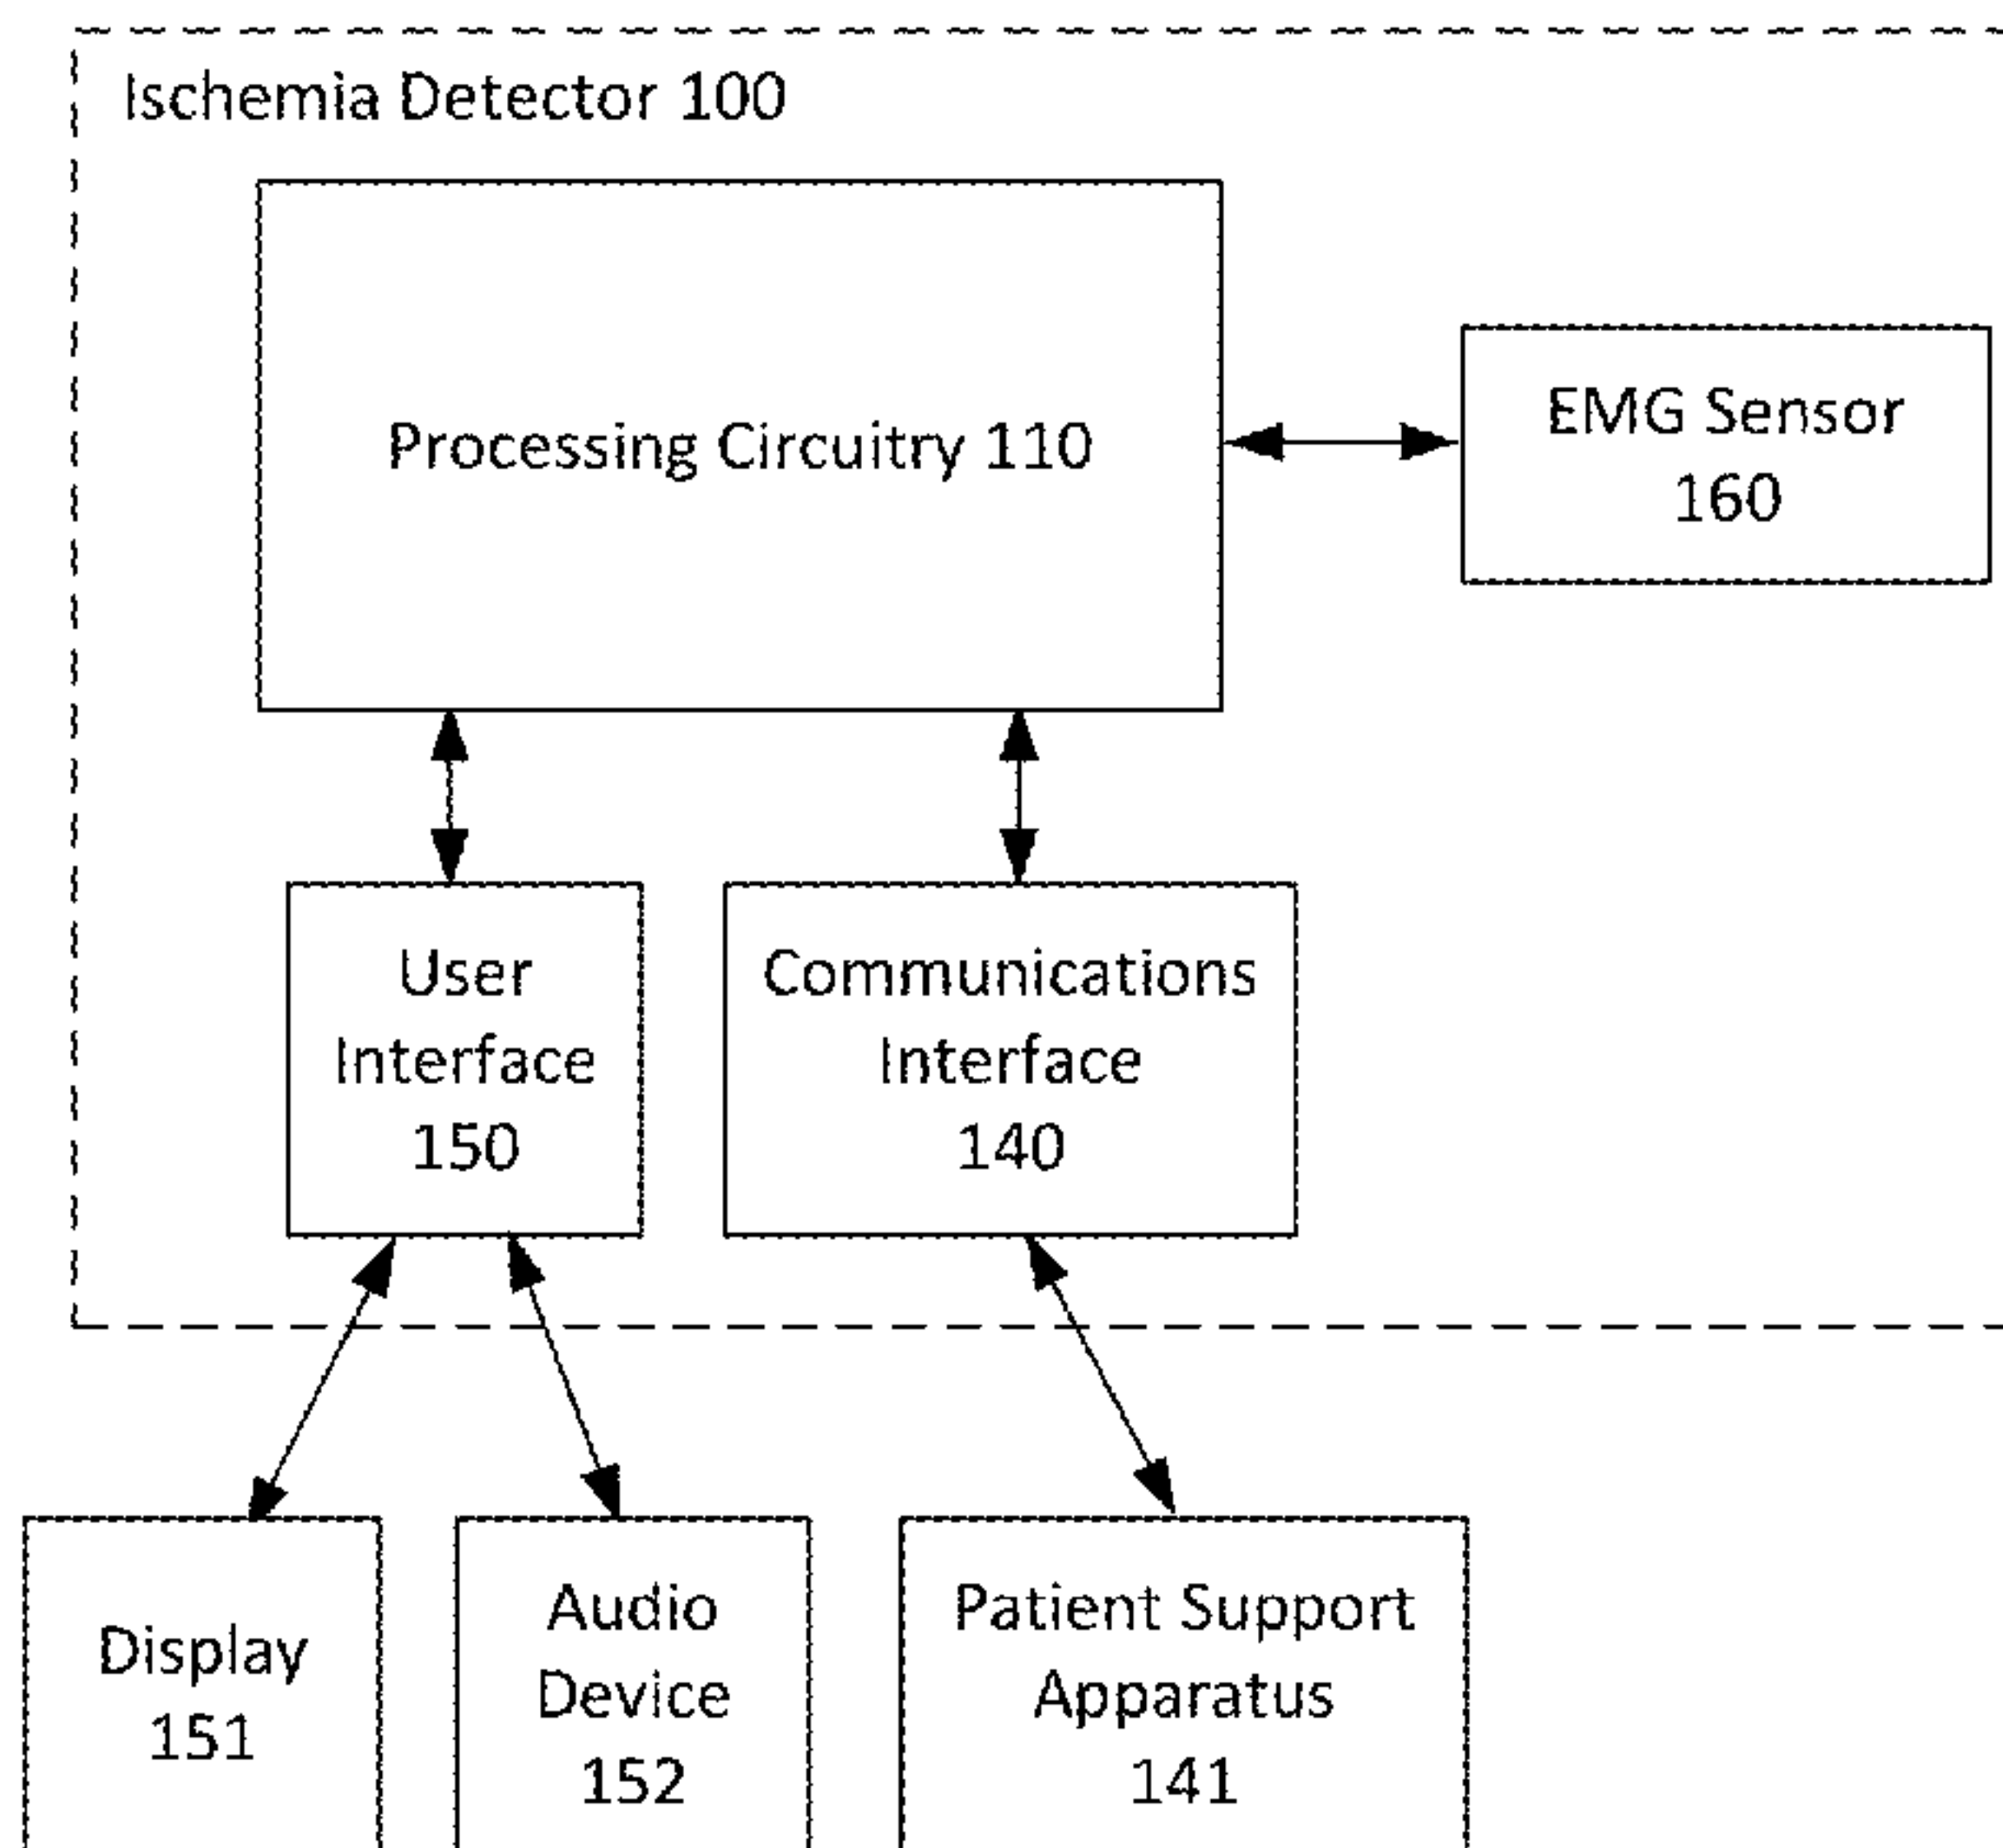 Ischemia Detector 100
Processing Circuitry 110
EMG Sensor
160
User
Interface
150
Communications
Interface
140
Display
151
Audio
Device
152
Patient Support
Apparatus
141